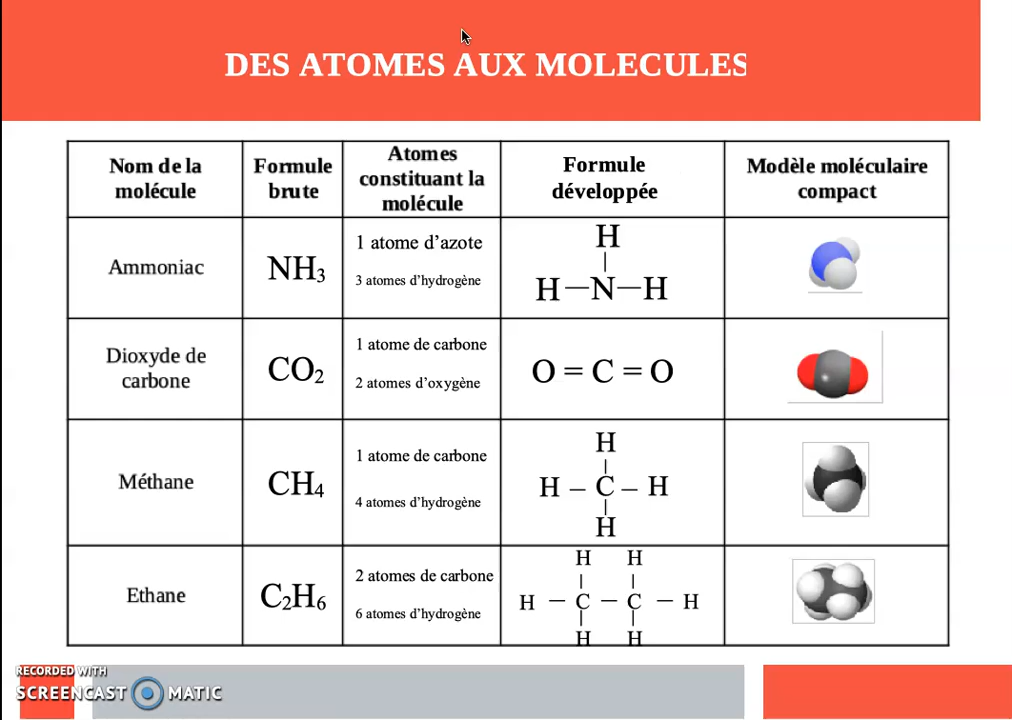 DES ATOMES AUX MOLECULES
Nom de la
molécule
Formule
brute
Atomes
constituant la
molécule
Formule
développée
Modèle moléculaire
compact
Ammoniac
NH₃
1 atome d’azote
3 atomes d’hydrogène
H
|
H—N—H
Dioxyde de
carbone
CO₂
1 atome de carbone
2 atomes d’oxygène
O = C = O
Méthane
CH₄
1 atome de carbone
4 atomes d’hydrogène
H
|
H – C – H
|
H
Ethane
C₂H₆
2 atomes de carbone
6 atomes d’hydrogène
H H
| |
H – C – C – H
| |
H H
RECORDED WITH
SCREENCAST MATIC